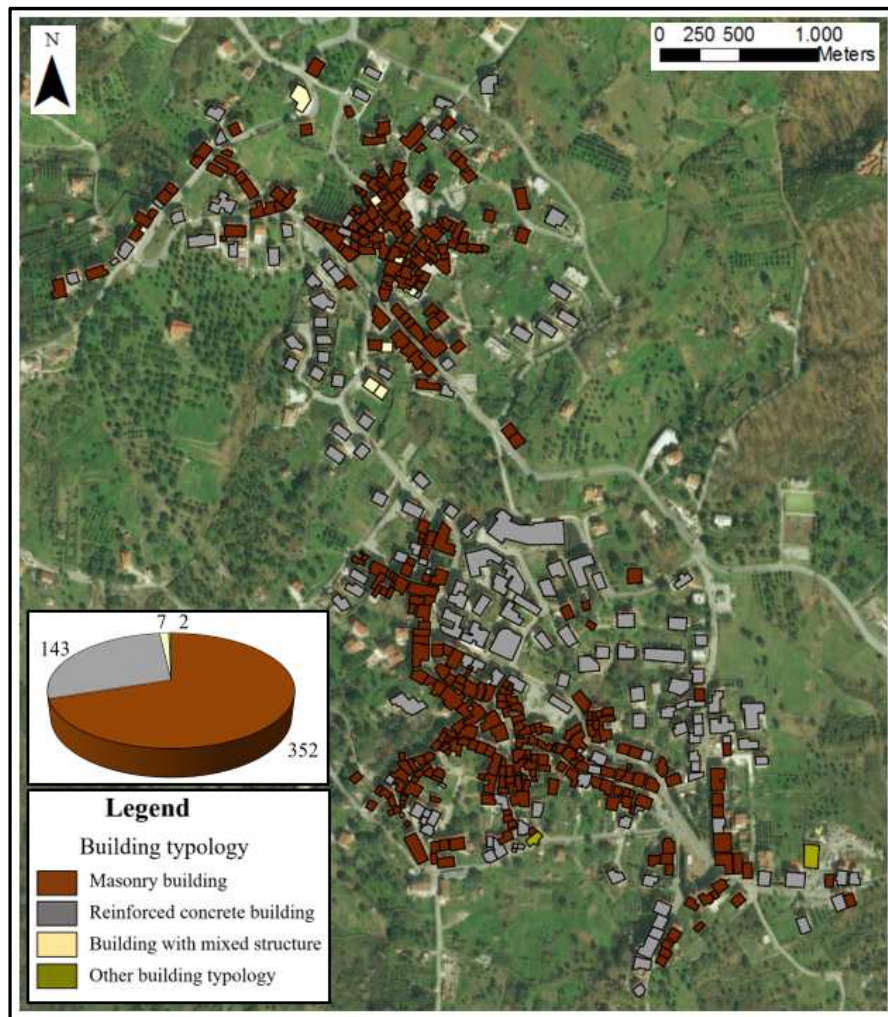 N
0 250 500 1.000
Meters
7 2
143
352
Legend
Building typology
Masonry building
Reinforced concrete building
Building with mixed structure
Other building typology